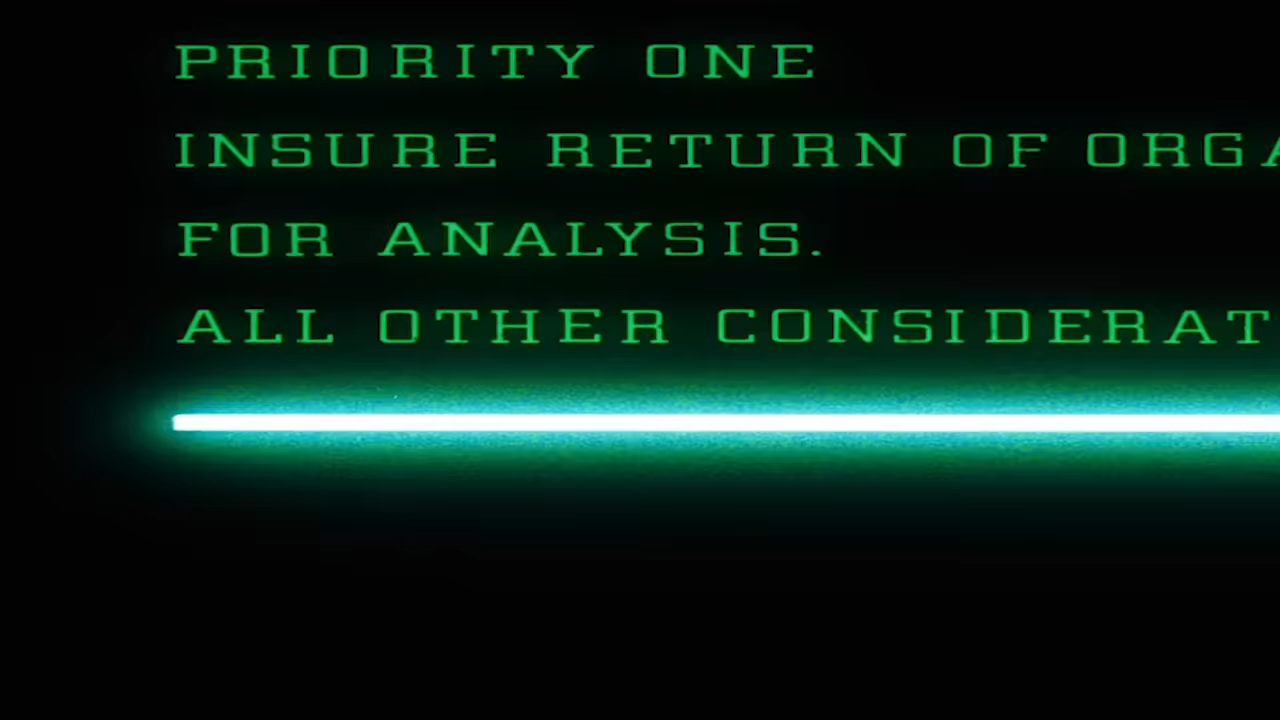 PRIORITY ONE
INSURE RETURN OF ORGA
FOR ANALYSIS.
ALL OTHER CONSIDERAT